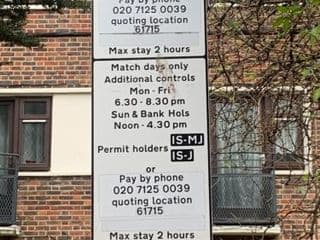 Pay by phone
020 7125 0039
quoting location
61715
Max stay 2 hours
Match days only
Additional controls
Mon - Fri
6.30 - 8.30 pm
Sun & Bank Hols
Noon - 4.30 pm
Permit holders IS-MJ
IS-J
or
Pay by phone
020 7125 0039
quoting location
61715
Max stay 2 hours